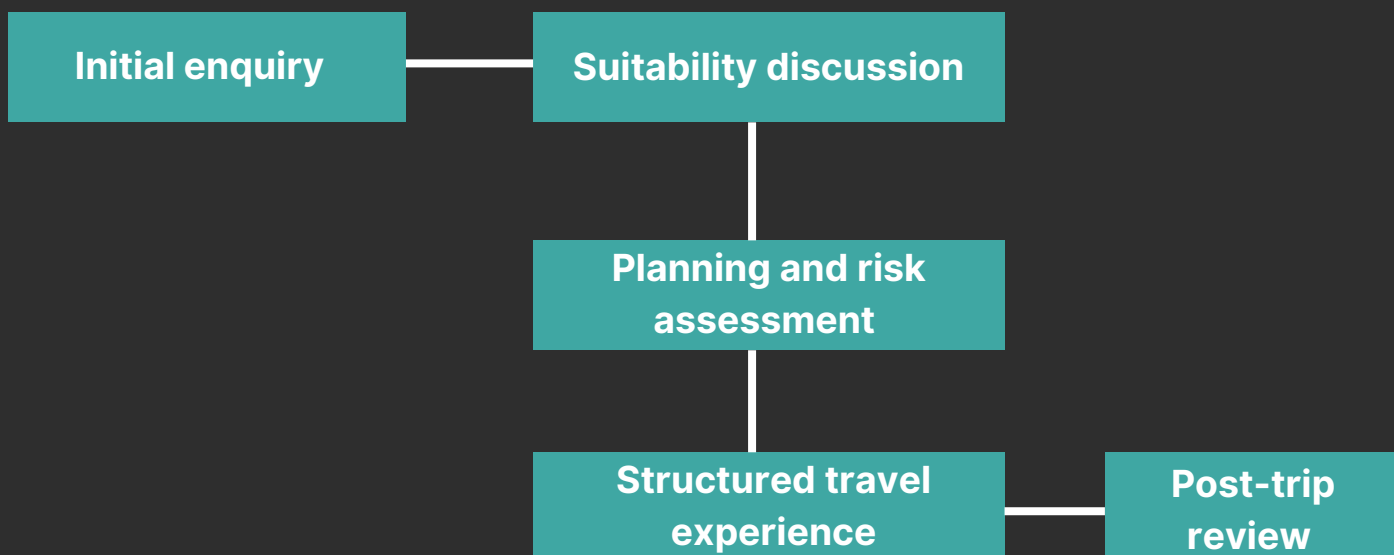 Initial enquiry
Suitability discussion
Planning and risk
assessment
Structured travel
experience
Post-trip
review